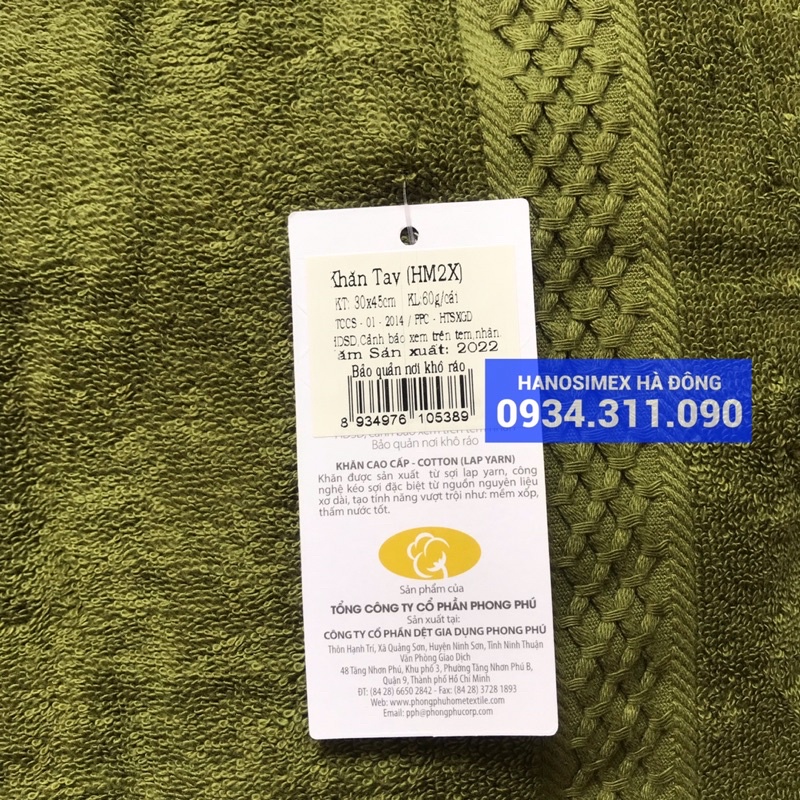 Khăn Tay (HM2X)
KT: 30x45cm KL:60g/cái
TCCS - 01 - 2014 / PPC - HTSXGD
HDSD,Cảnh báo xem trên tem,nhãn
Năm Sản xuất: 2022
Bảo quản nơi khô ráo
8 934976 105389
HANOSIMEX HÀ ĐÔNG
0934.311.090
Bảo quản nơi khô ráo
KHĂN CAO CẤP - COTTON (LAP YARN)
Khăn được sản xuất từ sợi lap yarn, công
nghệ kéo sợi đặc biệt từ nguồn nguyên liệu
xơ dài, tạo tính năng vượt trội như: mềm xốp,
thấm nước tốt.
Sản phẩm của
TỔNG CÔNG TY CỔ PHẦN PHONG PHÚ
Sản xuất tại:
CÔNG TY CỔ PHẦN DỆT GIA DỤNG PHONG PHÚ
Thôn Hạnh Trí, Xã Quảng Sơn, Huyện Ninh Sơn, Tỉnh Ninh Thuận
Văn Phòng Giao Dịch
48 Tăng Nhơn Phú, Khu phố 3, Phường Tăng Nhơn Phú B,
Quận 9, Thành phố Hồ Chí Minh
ĐT: (84 28) 6650 2842 - Fax: (84 28) 3728 1893
Web: www.phongphuhometextile.com
Email: pph@phongphucorp.com